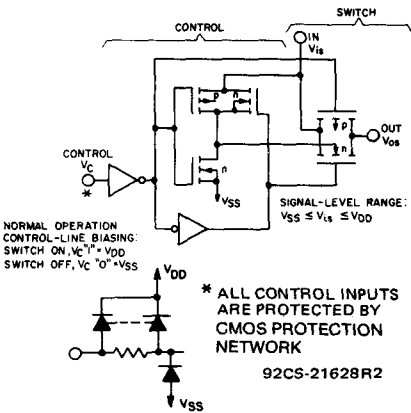 SWITCH
CONTROL
IN
Vis
p
n
p
n
OUT
Vos
CONTROL
VC
*
n
VSS
SIGNAL-LEVEL RANGE:
VSS ≤ Vis ≤ VDD
NORMAL OPERATION
CONTROL-LINE BIASING:
SWITCH ON, VC "1" = VDD
SWITCH OFF, VC "0" = VSS
VDD
* ALL CONTROL INPUTS
ARE PROTECTED BY
CMOS PROTECTION
NETWORK
92CS-21628R2
VSS